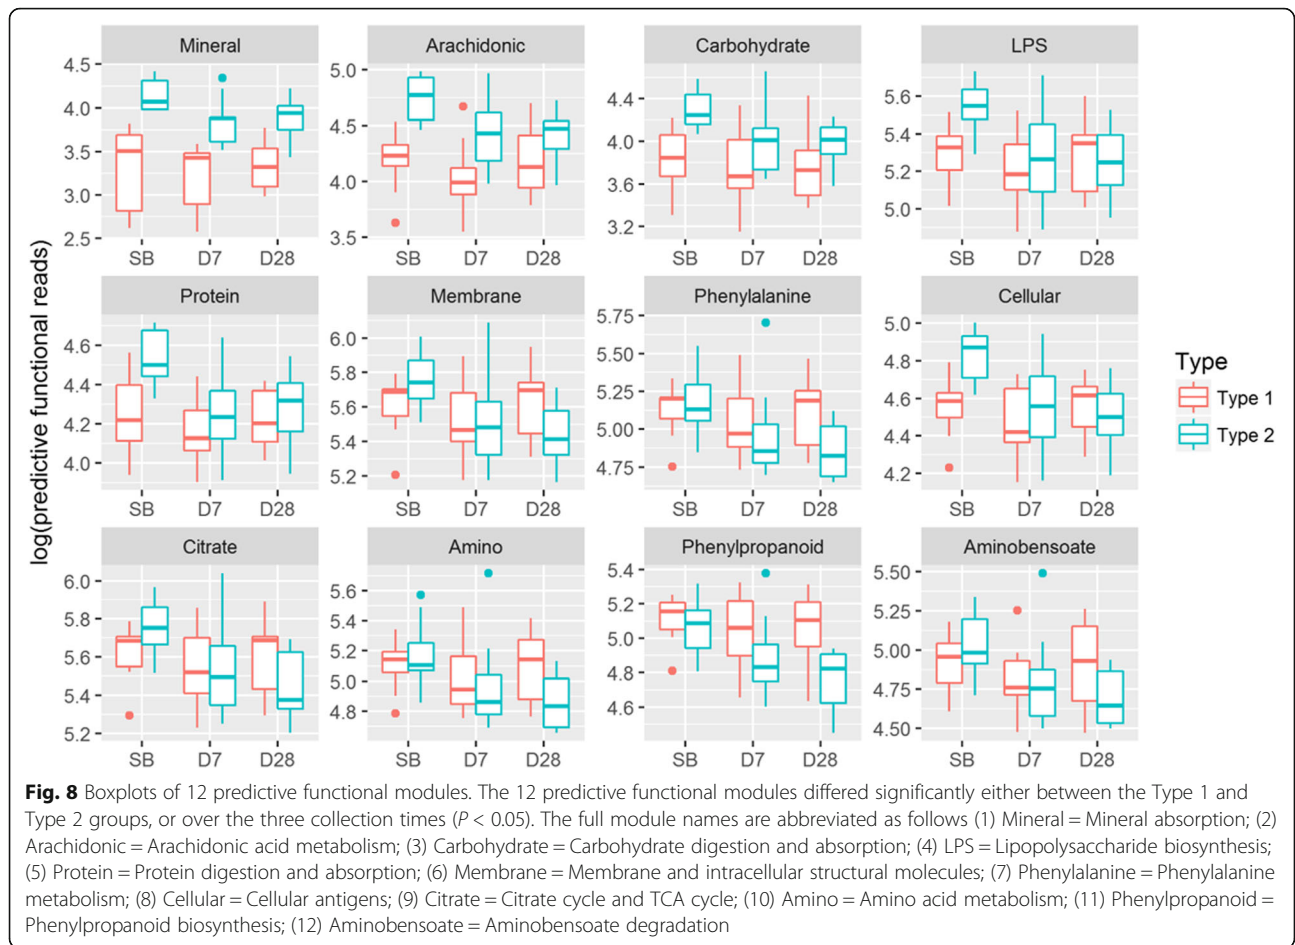 Mineral
Arachidonic
Carbohydrate
LPS
4.5
4.0
3.5
3.0
2.5
5.0
4.5
4.0
3.5
4.4
4.0
3.6
3.2
5.6
5.4
5.2
5.0
SB D7 D28
SB D7 D28
SB D7 D28
SB D7 D28
log(predictive functional reads)
Protein
Membrane
Phenylalanine
Cellular
4.6
4.4
4.2
4.0
6.0
5.8
5.6
5.4
5.2
5.75
5.50
5.25
5.00
4.75
5.0
4.8
4.6
4.4
4.2
SB D7 D28
SB D7 D28
SB D7 D28
SB D7 D28
Type
Type 1
Type 2
Citrate
Amino
Phenylpropanoid
Aminobensoate
6.0
5.8
5.6
5.4
5.2
5.6
5.4
5.2
5.0
4.8
5.4
5.2
5.0
4.8
4.6
5.50
5.25
5.00
4.75
4.50
SB D7 D28
SB D7 D28
SB D7 D28
SB D7 D28
Fig. 8 Boxplots of 12 predictive functional modules. The 12 predictive functional modules differed significantly either between the Type 1 and
Type 2 groups, or over the three collection times (P < 0.05). The full module names are abbreviated as follows (1) Mineral = Mineral absorption; (2)
Arachidonic = Arachidonic acid metabolism; (3) Carbohydrate = Carbohydrate digestion and absorption; (4) LPS = Lipopolysaccharide biosynthesis;
(5) Protein = Protein digestion and absorption; (6) Membrane = Membrane and intracellular structural molecules; (7) Phenylalanine = Phenylalanine
metabolism; (8) Cellular = Cellular antigens; (9) Citrate = Citrate cycle and TCA cycle; (10) Amino = Amino acid metabolism; (11) Phenylpropanoid =
Phenylpropanoid biosynthesis; (12) Aminobensoate = Aminobensoate degradation